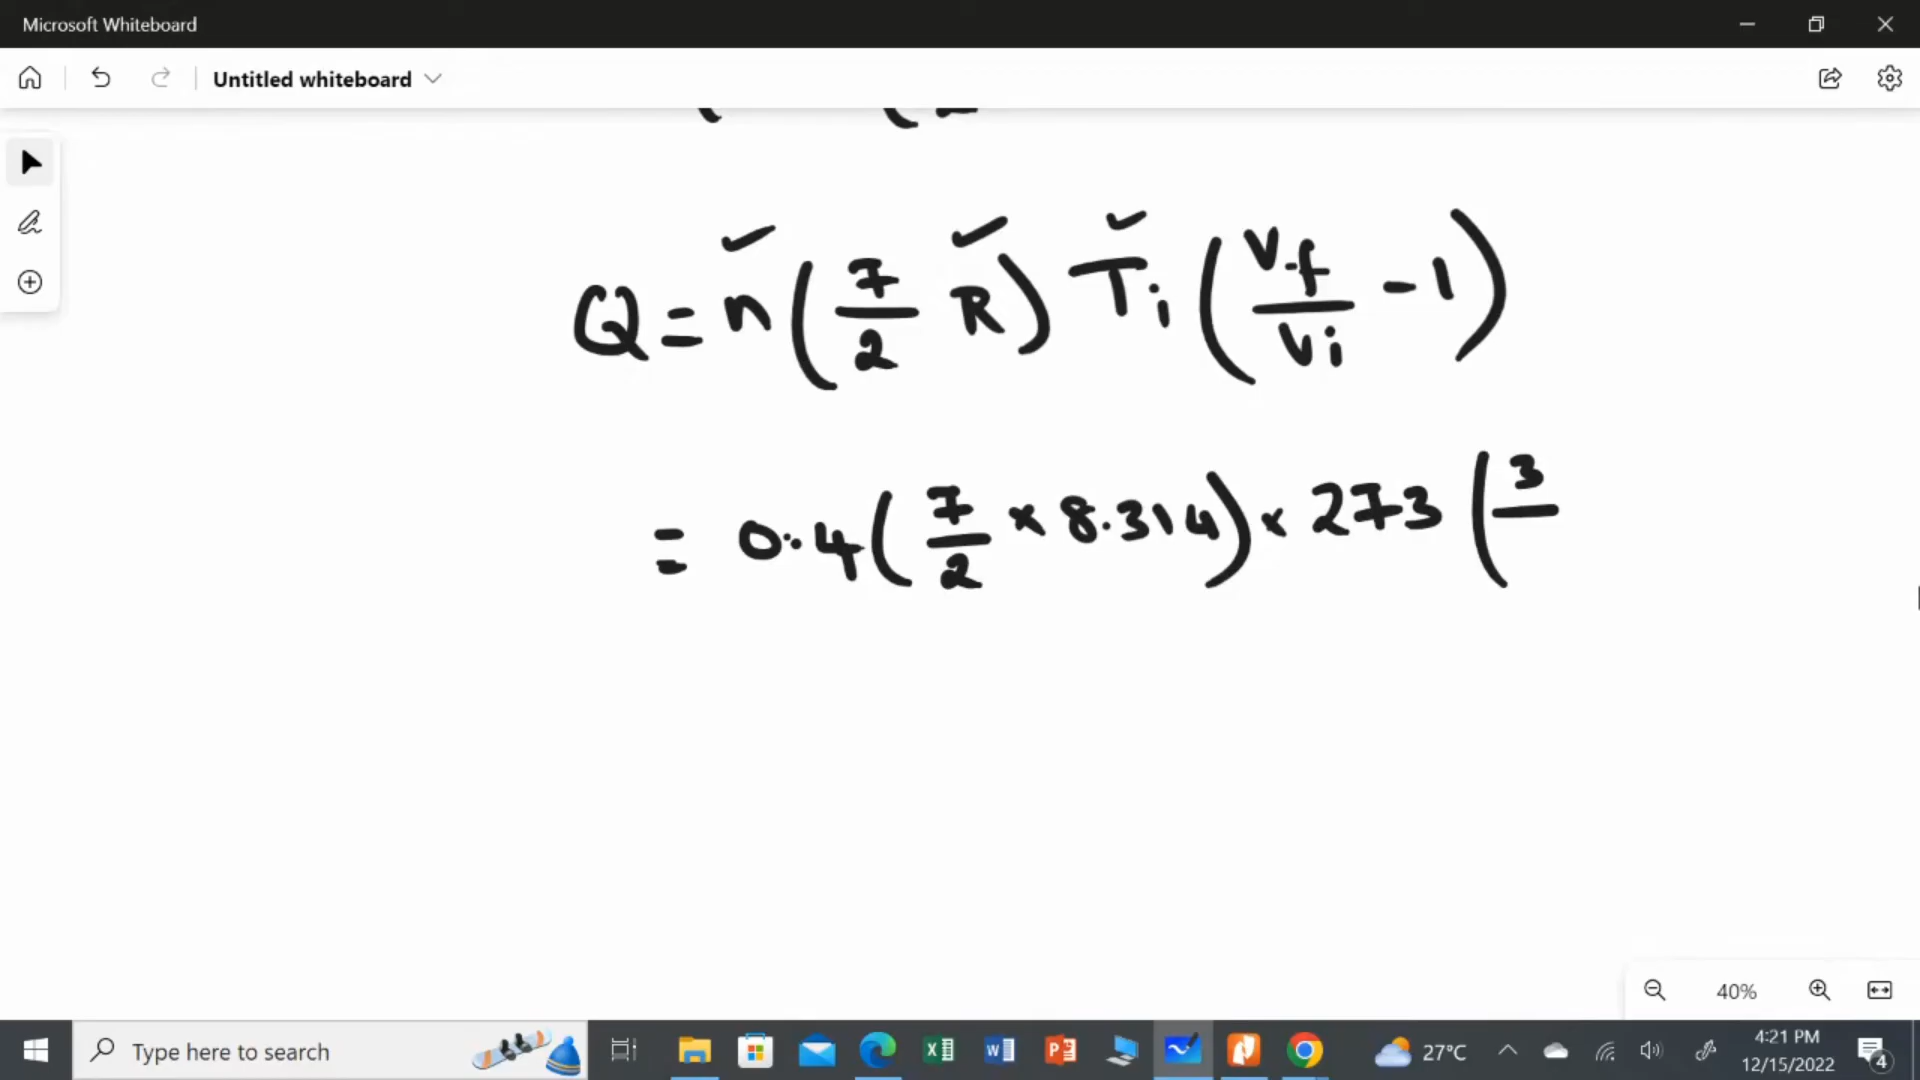 Microsoft Whiteboard
Untitled whiteboard
Q = n (7/2 R) Ti (Vf/Vi - 1)
= 0.4 (7/2 × 8.314) × 273 (3/
40%
Type here to search
27°C
4:21 PM
12/15/2022
4